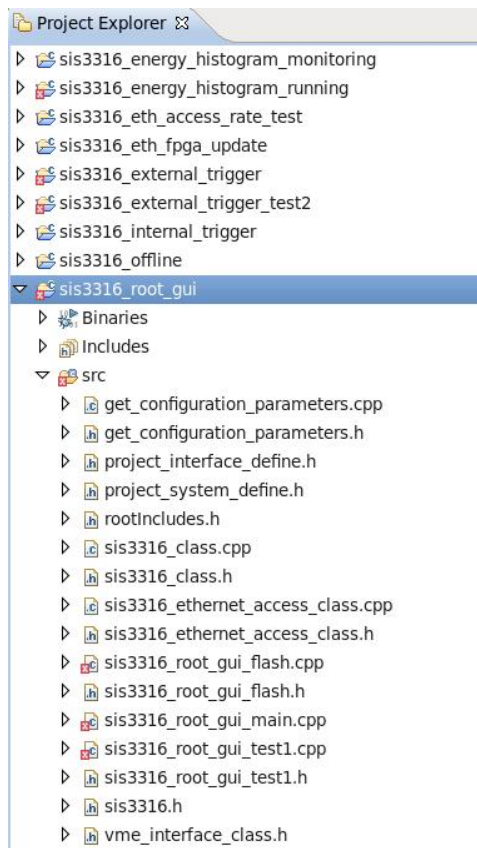 Project Explorer
sis3316_energy_histogram_monitoring
sis3316_energy_histogram_running
sis3316_eth_access_rate_test
sis3316_eth_fpga_update
sis3316_external_trigger
sis3316_external_trigger_test2
sis3316_internal_trigger
sis3316_offline
sis3316_root_gui
Binaries
Includes
src
get_configuration_parameters.cpp
get_configuration_parameters.h
project_interface_define.h
project_system_define.h
rootIncludes.h
sis3316_class.cpp
sis3316_class.h
sis3316_ethernet_access_class.cpp
sis3316_ethernet_access_class.h
sis3316_root_gui_flash.cpp
sis3316_root_gui_flash.h
sis3316_root_gui_main.cpp
sis3316_root_gui_test1.cpp
sis3316_root_gui_test1.h
sis3316.h
vme_interface_class.h